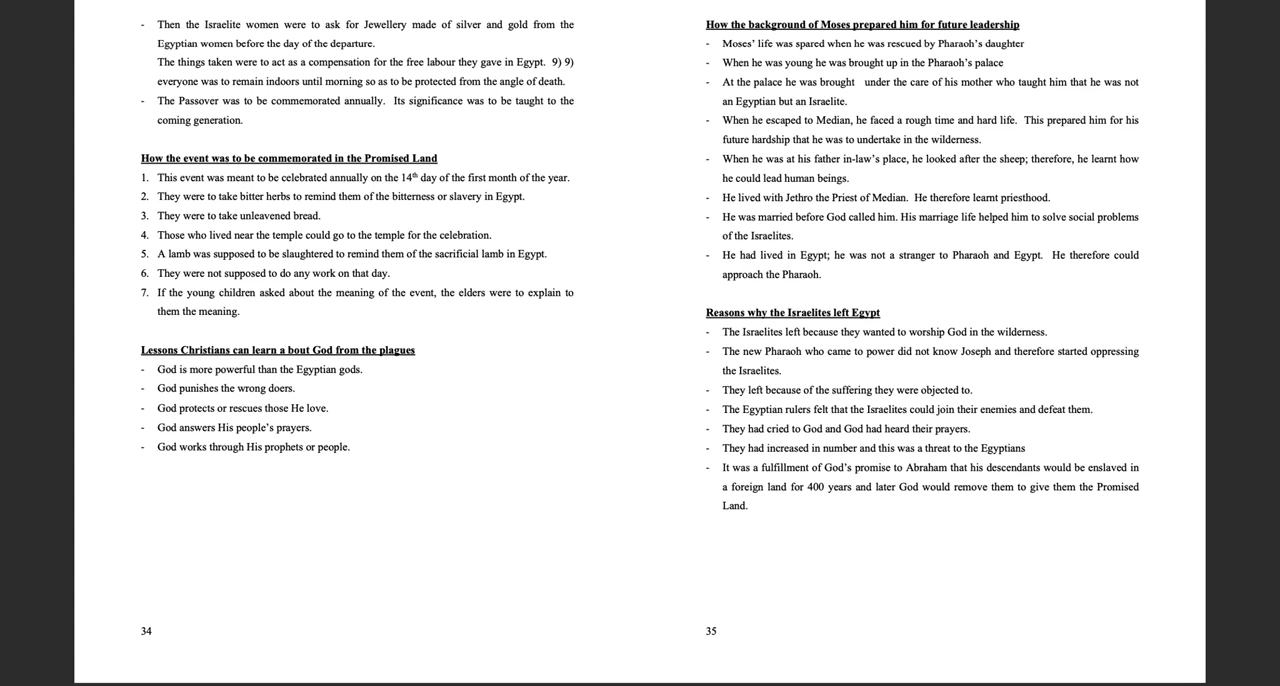 - Then the Israelite women were to ask for Jewellery made of silver and gold from the
Egyptian women before the day of the departure.
The things taken were to act as a compensation for the free labour they gave in Egypt. 9) 9)
everyone was to remain indoors until morning so as to be protected from the angle of death.
- The Passover was to be commemorated annually. Its significance was to be taught to the
coming generation.
How the event was to be commemorated in the Promised Land
1. This event was meant to be celebrated annually on the 14th day of the first month of the year.
2. They were to take bitter herbs to remind them of the bitterness or slavery in Egypt.
3. They were to take unleavened bread.
4. Those who lived near the temple could go to the temple for the celebration.
5. A lamb was supposed to be slaughtered to remind them of the sacrificial lamb in Egypt.
6. They were not supposed to do any work on that day.
7. If the young children asked about the meaning of the event, the elders were to explain to
them the meaning.
Lessons Christians can learn a bout God from the plagues
- God is more powerful than the Egyptian gods.
- God punishes the wrong doers.
- God protects or rescues those He love.
- God answers His people's prayers.
- God works through His prophets or people.
34
How the background of Moses prepared him for future leadership
- Moses' life was spared when he was rescued by Pharaoh's daughter
- When he was young he was brought up in the Pharaoh's palace
- At the palace he was brought under the care of his mother who taught him that he was not
an Egyptian but an Israelite.
- When he escaped to Median, he faced a rough time and hard life. This prepared him for his
future hardship that he was to undertake in the wilderness.
- When he was at his father in-law's place, he looked after the sheep; therefore, he learnt how
he could lead human beings.
- He lived with Jethro the Priest of Median. He therefore learnt priesthood.
- He was married before God called him. His marriage life helped him to solve social problems
of the Israelites.
- He had lived in Egypt; he was not a stranger to Pharaoh and Egypt. He therefore could
approach the Pharaoh.
Reasons why the Israelites left Egypt
- The Israelites left because they wanted to worship God in the wilderness.
- The new Pharaoh who came to power did not know Joseph and therefore started oppressing
the Israelites.
- They left because of the suffering they were objected to.
- The Egyptian rulers felt that the Israelites could join their enemies and defeat them.
- They had cried to God and God had heard their prayers.
- They had increased in number and this was a threat to the Egyptians
- It was a fulfillment of God's promise to Abraham that his descendants would be enslaved in
a foreign land for 400 years and later God would remove them to give them the Promised
Land.
35